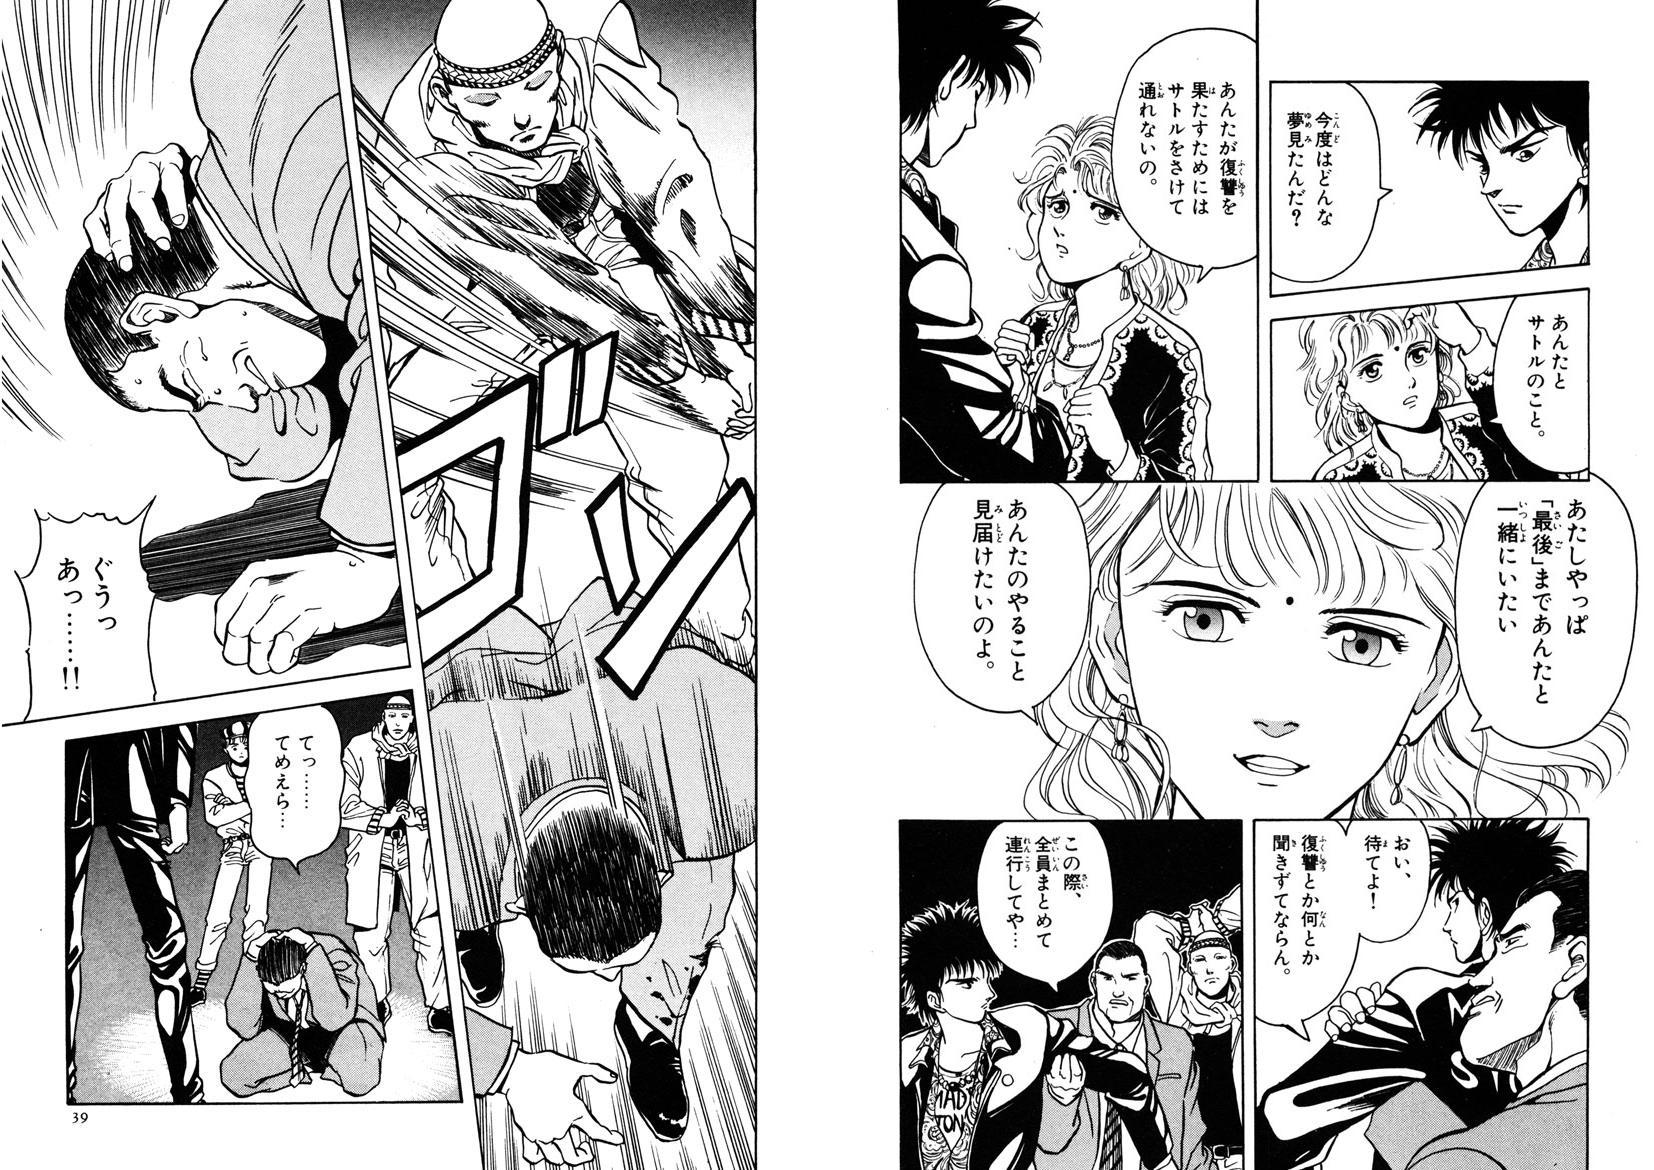 今度はどんな
夢見たんだ?
あんたと
サトルのこと。
あんたが復讐を
果たすためには
サトルをさけて
通れないの。
あたしやっぱ
「最後」まであんたと
一緒にいたい
あんたのやること
見届けたいのよ。
おい、
待てよ!
復讐とか何とか
聞きずてならん。
この際、
全員まとめて
連行してや…
MAD
TON
ガガッ
ぐうっ
あっ……!!
てっ……
てめえら…
39